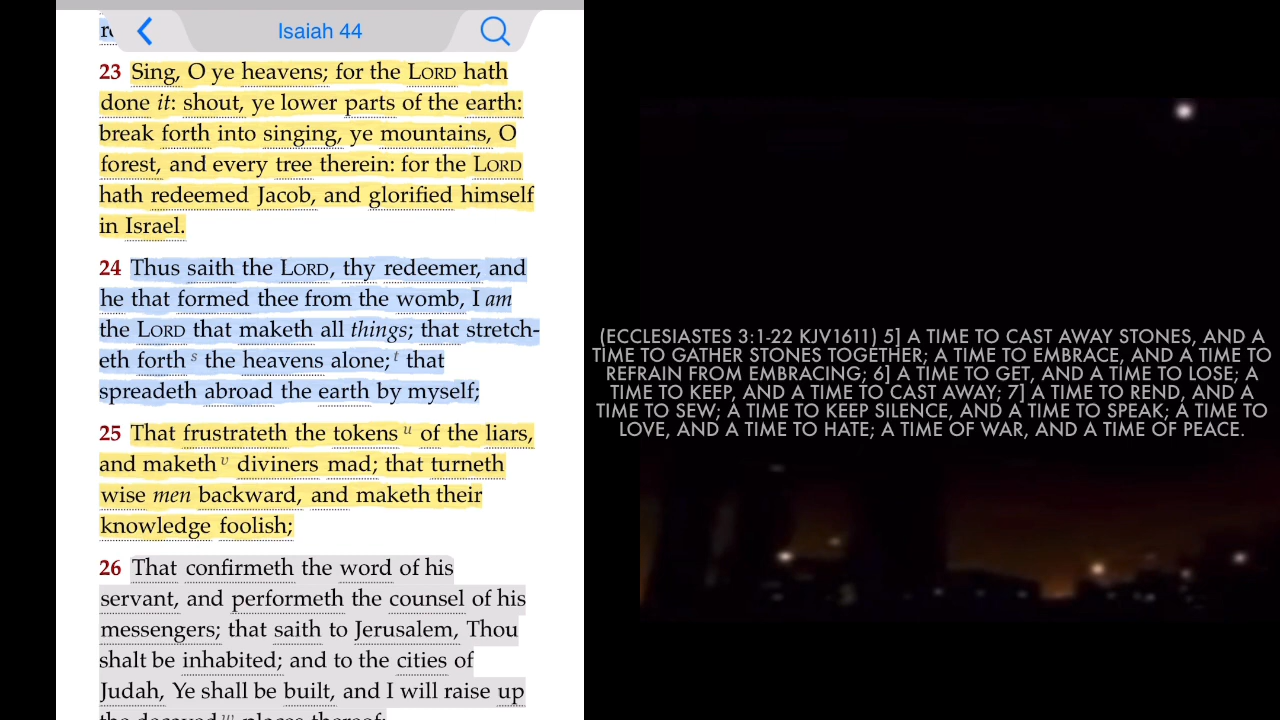 Isaiah 44
23 Sing, O ye heavens; for the LORD hath
done it: shout, ye lower parts of the earth:
break forth into singing, ye mountains, O
forest, and every tree therein: for the LORD
hath redeemed Jacob, and glorified himself
in Israel.
24 Thus saith the LORD, thy redeemer, and
he that formed thee from the womb, I am
the LORD that maketh all things; that stretch-
eth forth s the heavens alone; t that
spreadeth abroad the earth by myself;
25 That frustrateth the tokens u of the liars,
and maketh v diviners mad; that turneth
wise men backward, and maketh their
knowledge foolish;
26 That confirmeth the word of his
servant, and performeth the counsel of his
messengers; that saith to Jerusalem, Thou
shalt be inhabited; and to the cities of
Judah, Ye shall be built, and I will raise up
the decayed w places thereof:
(ECCLESIASTES 3:1-22 KJV1611) 5] A TIME TO CAST AWAY STONES, AND A
TIME TO GATHER STONES TOGETHER; A TIME TO EMBRACE, AND A TIME TO
REFRAIN FROM EMBRACING; 6] A TIME TO GET, AND A TIME TO LOSE; A
TIME TO KEEP, AND A TIME TO CAST AWAY; 7] A TIME TO REND, AND A
TIME TO SEW; A TIME TO KEEP SILENCE, AND A TIME TO SPEAK; A TIME TO
LOVE, AND A TIME TO HATE; A TIME OF WAR, AND A TIME OF PEACE.